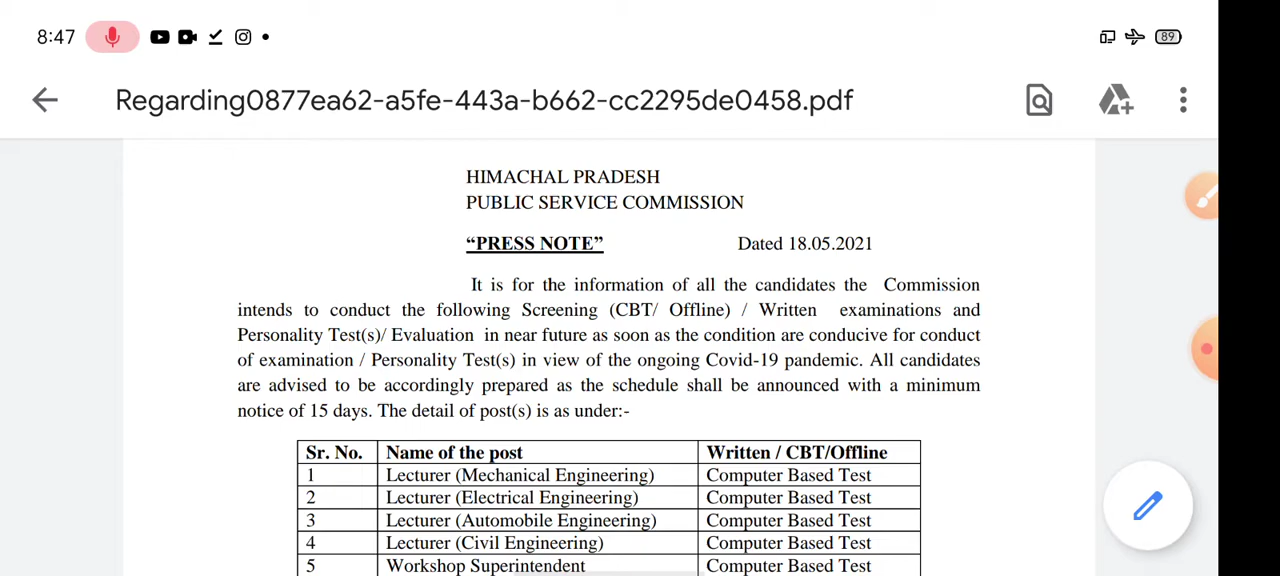 8:47
89
Regarding0877ea62-a5fe-443a-b662-cc2295de0458.pdf
HIMACHAL PRADESH
PUBLIC SERVICE COMMISSION
“PRESS NOTE” Dated 18.05.2021
It is for the information of all the candidates the Commission
intends to conduct the following Screening (CBT/ Offline) / Written examinations and
Personality Test(s)/ Evaluation in near future as soon as the condition are conducive for conduct
of examination / Personality Test(s) in view of the ongoing Covid-19 pandemic. All candidates
are advised to be accordingly prepared as the schedule shall be announced with a minimum
notice of 15 days. The detail of post(s) is as under:-
Sr. No. Name of the post Written / CBT/Offline
1 Lecturer (Mechanical Engineering) Computer Based Test
2 Lecturer (Electrical Engineering) Computer Based Test
3 Lecturer (Automobile Engineering) Computer Based Test
4 Lecturer (Civil Engineering) Computer Based Test
5 Workshop Superintendent Computer Based Test